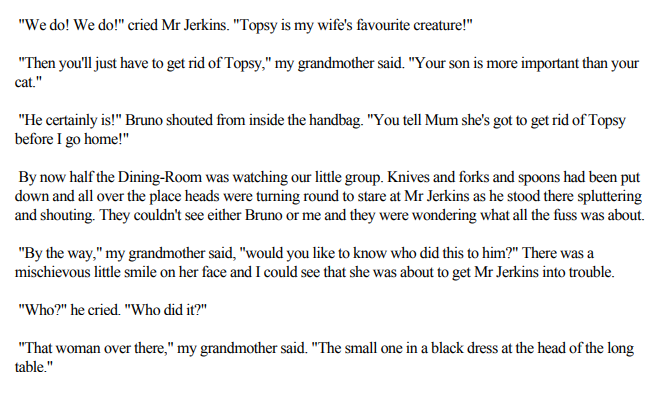 "We do! We do!" cried Mr Jerkins. "Topsy is my wife's favourite creature!"
"Then you'll just have to get rid of Topsy," my grandmother said. "Your son is more important than your
cat."
"He certainly is!" Bruno shouted from inside the handbag. "You tell Mum she's got to get rid of Topsy
before I go home!"
By now half the Dining-Room was watching our little group. Knives and forks and spoons had been put
down and all over the place heads were turning round to stare at Mr Jerkins as he stood there spluttering
and shouting. They couldn't see either Bruno or me and they were wondering what all the fuss was about.
"By the way," my grandmother said, "would you like to know who did this to him?" There was a
mischievous little smile on her face and I could see that she was about to get Mr Jerkins into trouble.
"Who?" he cried. "Who did it?"
"That woman over there," my grandmother said. "The small one in a black dress at the head of the long
table."